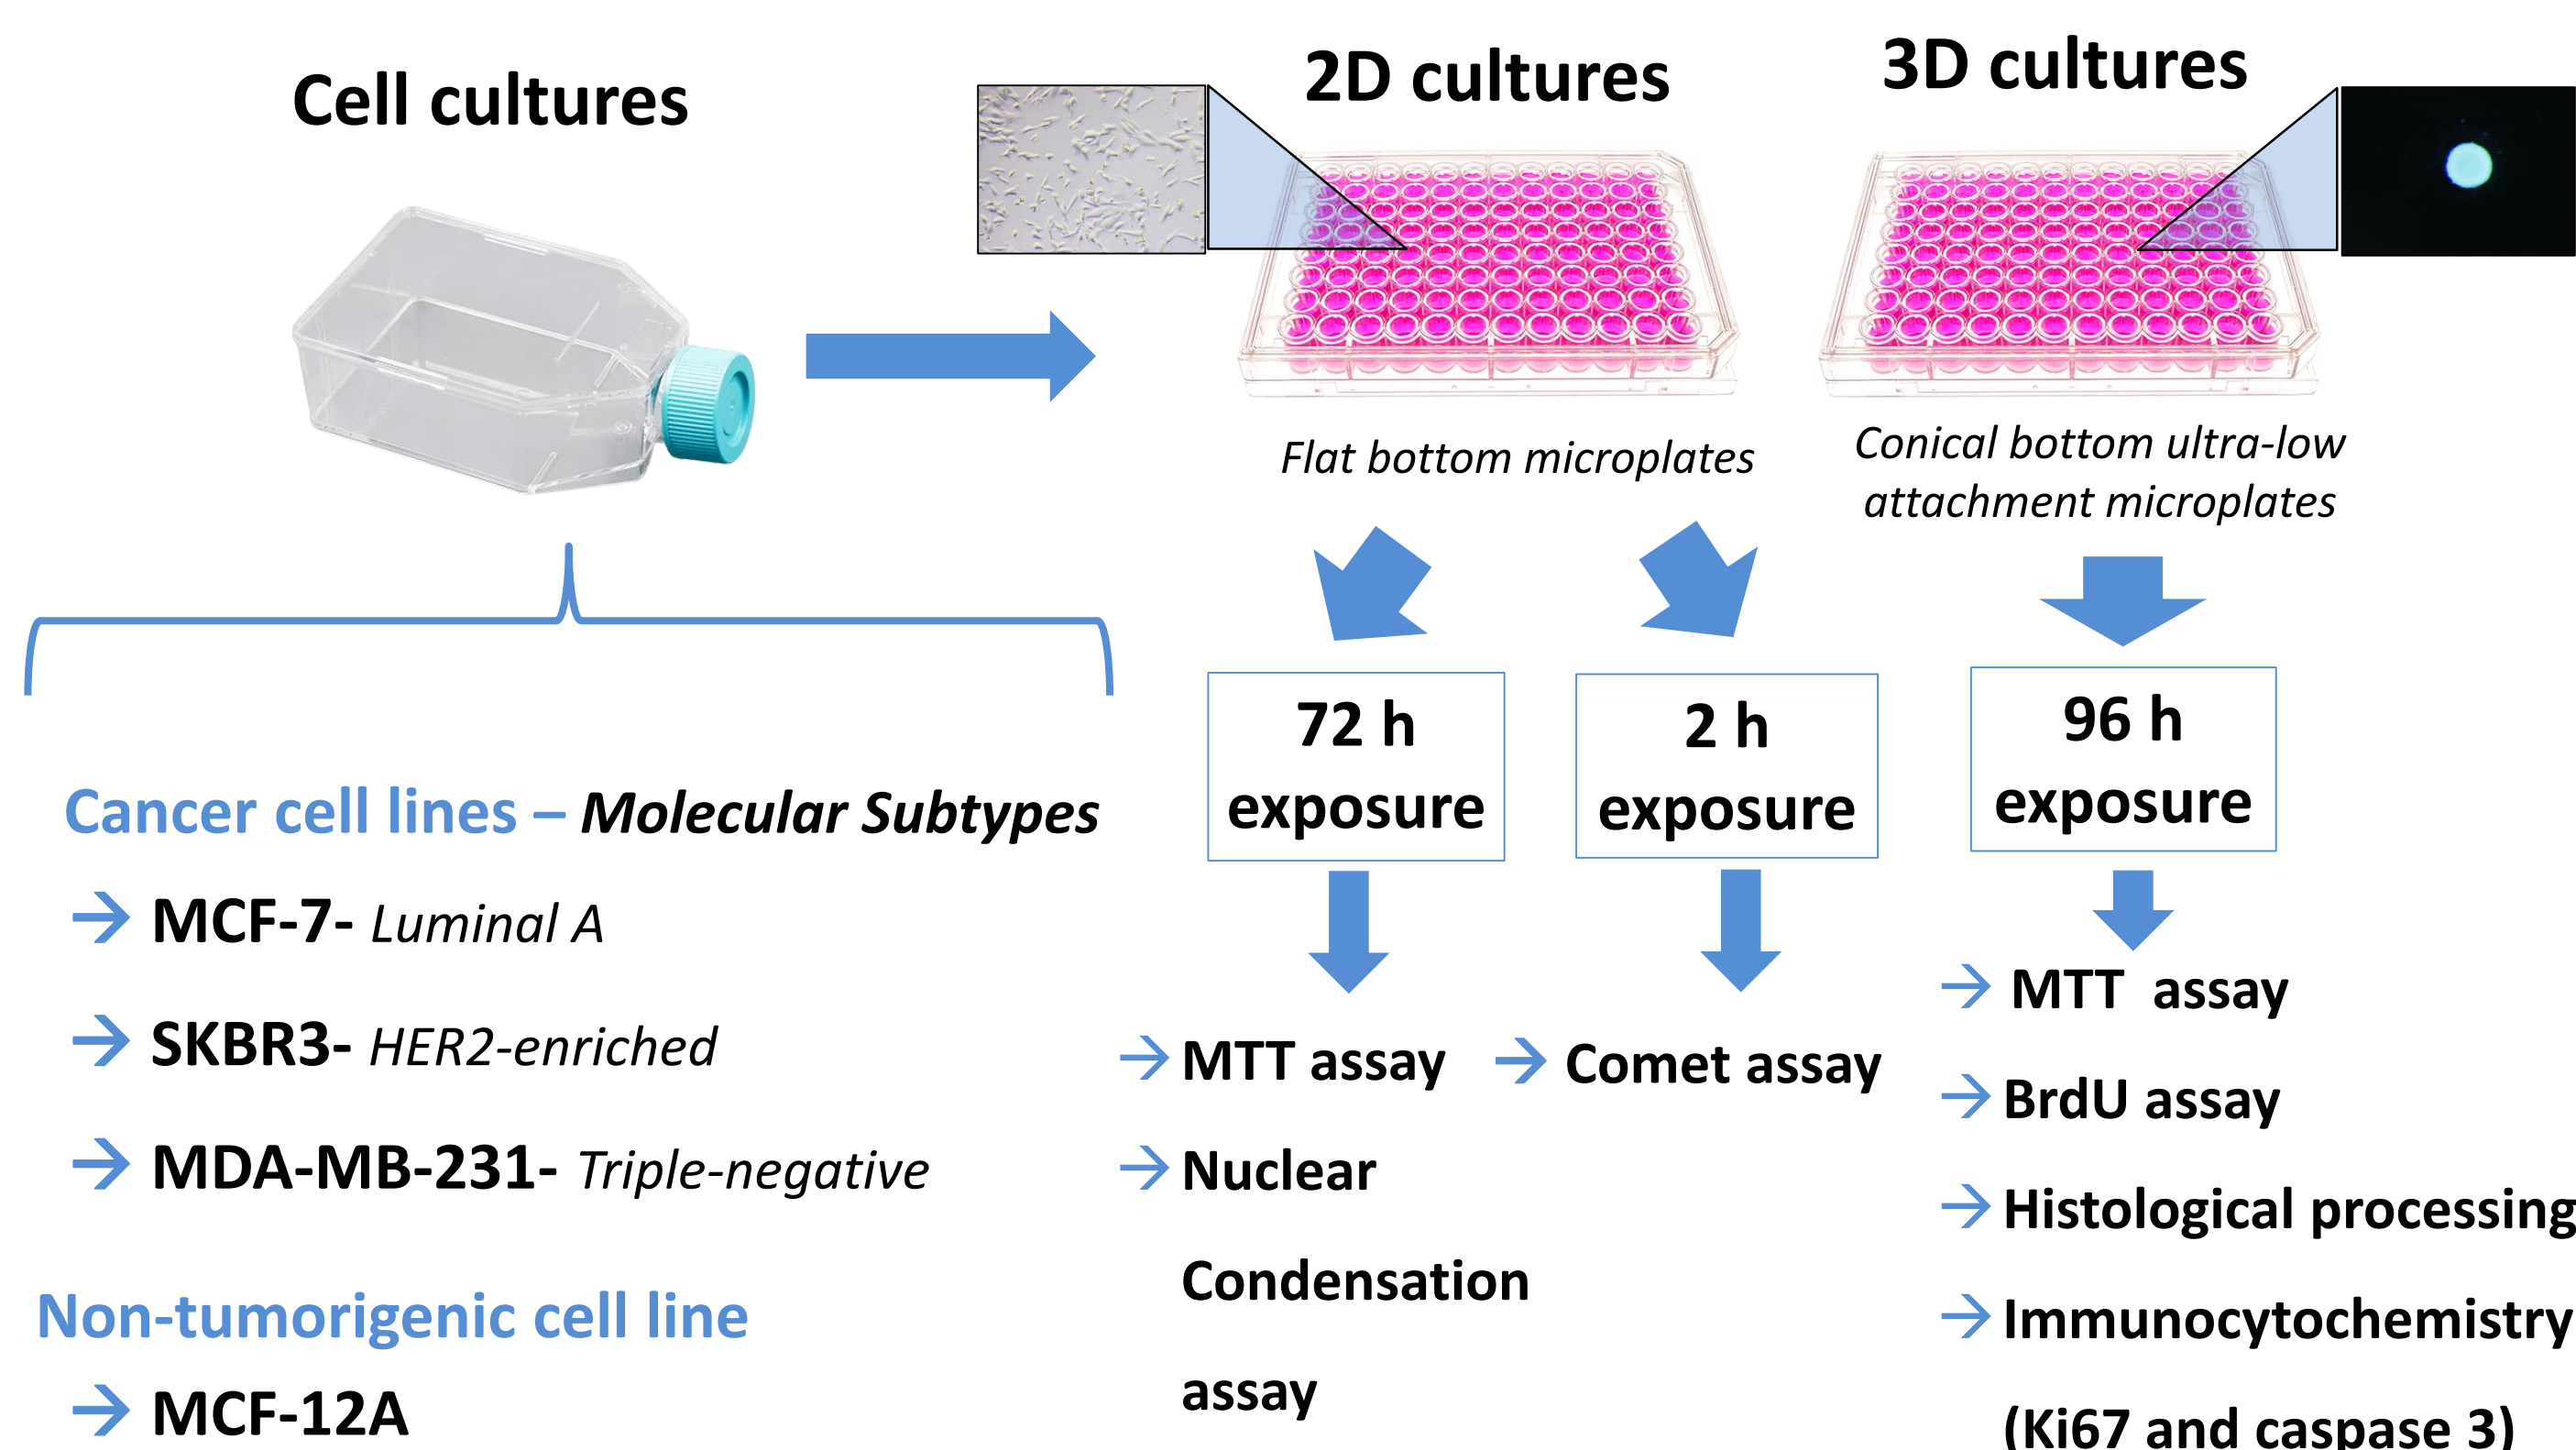 Cell cultures
2D cultures
3D cultures
Flat bottom microplates
Conical bottom ultra-low
attachment microplates
Cancer cell lines – Molecular Subtypes
→ MCF-7- Luminal A
→ SKBR3- HER2-enriched
→ MDA-MB-231- Triple-negative
Non-tumorigenic cell line
→ MCF-12A
72 h
exposure
→ MTT assay
→ Nuclear
Condensation
assay
2 h
exposure
→ Comet assay
96 h
exposure
→ MTT  assay
→ BrdU assay
→ Histological processing
→ Immunocytochemistry
(Ki67 and caspase 3)